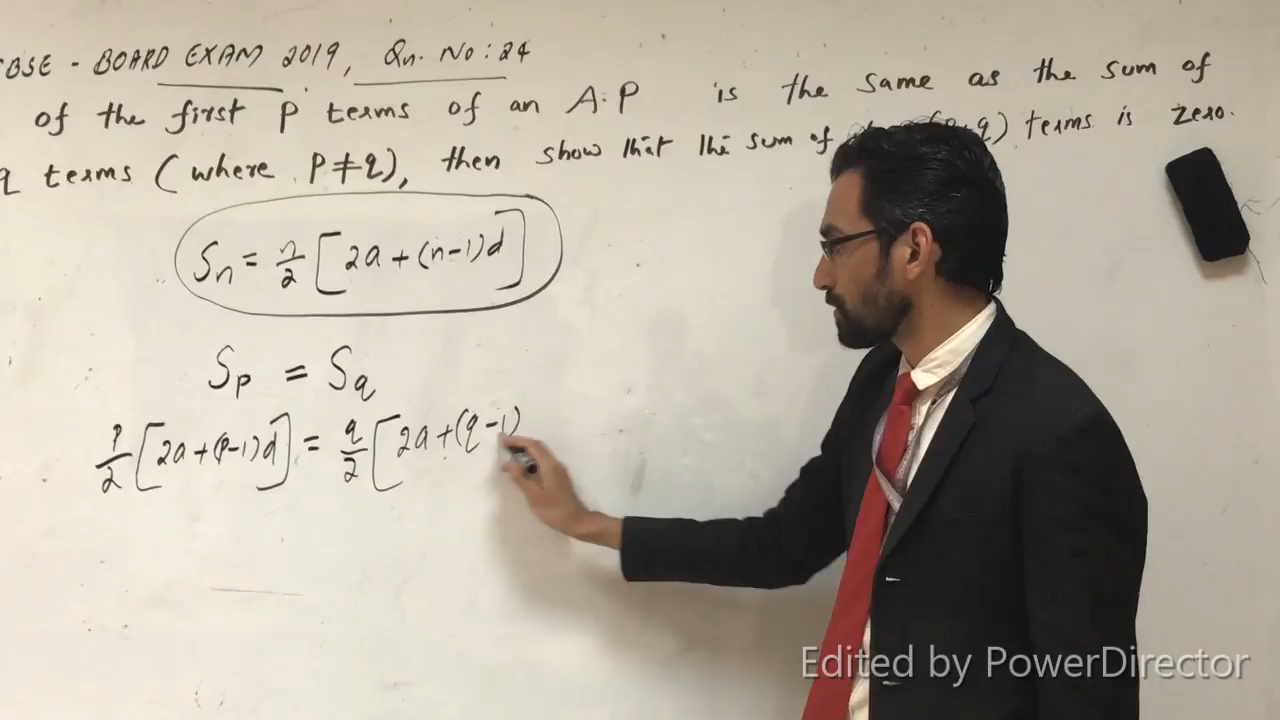 CBSE - BOARD EXAM 2019, Qn. No: 24
of the first P terms of an A.P is the same as the sum of
q terms (where P≠q), then show that the sum of q) terms is zero.
Sn = n/2 [2a + (n-1)d]
Sp = Sq
P/2 [2a + (P-1)d] = q/2 [2a + (q-1)
Edited by PowerDirector